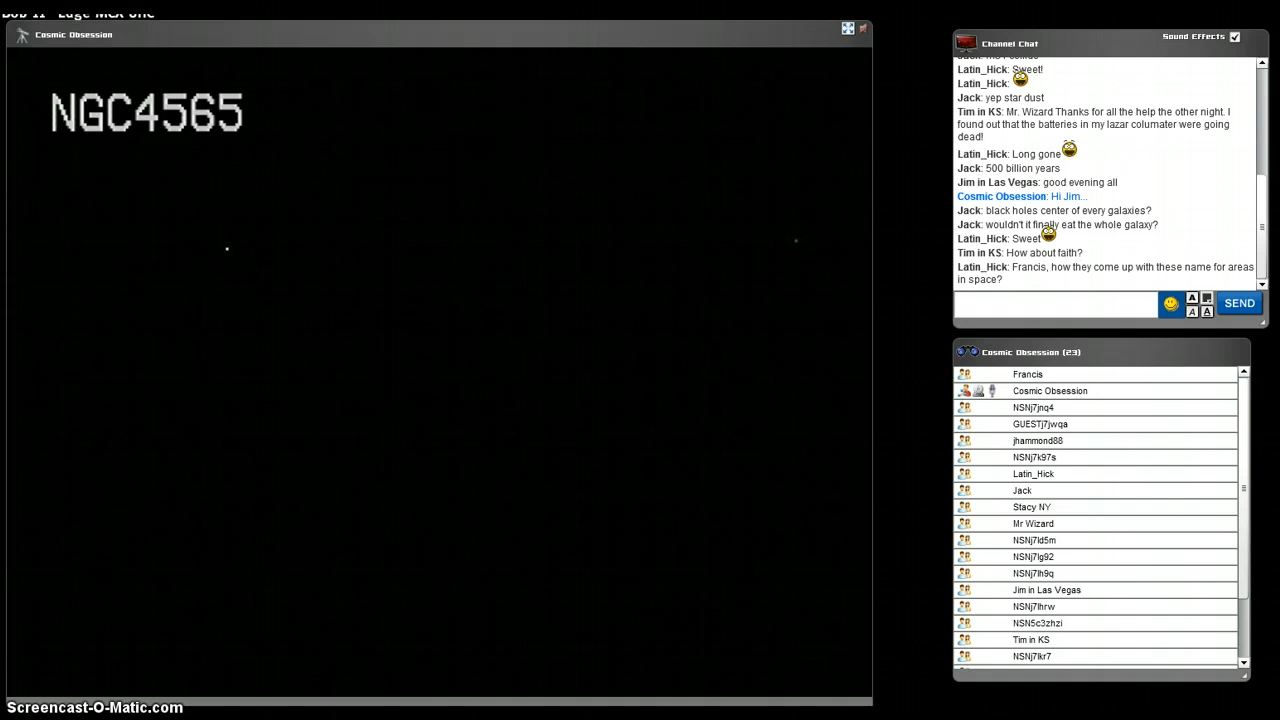 Cosmic Obsession
NGC4565
Sound Effects
Channel Chat
Latin_Hick: Sweet!
Latin_Hick:
Jack: yep star dust
Tim in KS: Mr. Wizard Thanks for all the help the other night. I
found out that the batteries in my lazar columater were going
dead!
Latin_Hick: Long gone
Jack: 500 billion years
Jim in Las Vegas: good evening all
Cosmic Obsession: Hi Jim...
Jack: black holes center of every galaxies?
Jack: wouldn't it finally eat the whole galaxy?
Latin_Hick: Sweet
Tim in KS: How about faith?
Latin_Hick: Francis, how they come up with these name for areas
in space?
A
A A
SEND
Cosmic Obsession (23)
Francis
Cosmic Obsession
NSNj7jnq4
GUESTj7jwqa
jhammond88
NSNj7k97s
Latin_Hick
Jack
Stacy NY
Mr Wizard
NSNj7ld5m
NSNj7lg92
NSNj7lh9q
Jim in Las Vegas
NSNj7lhrw
NSN5c3zhzi
Tim in KS
NSNj7lkr7
Screencast-O-Matic.com